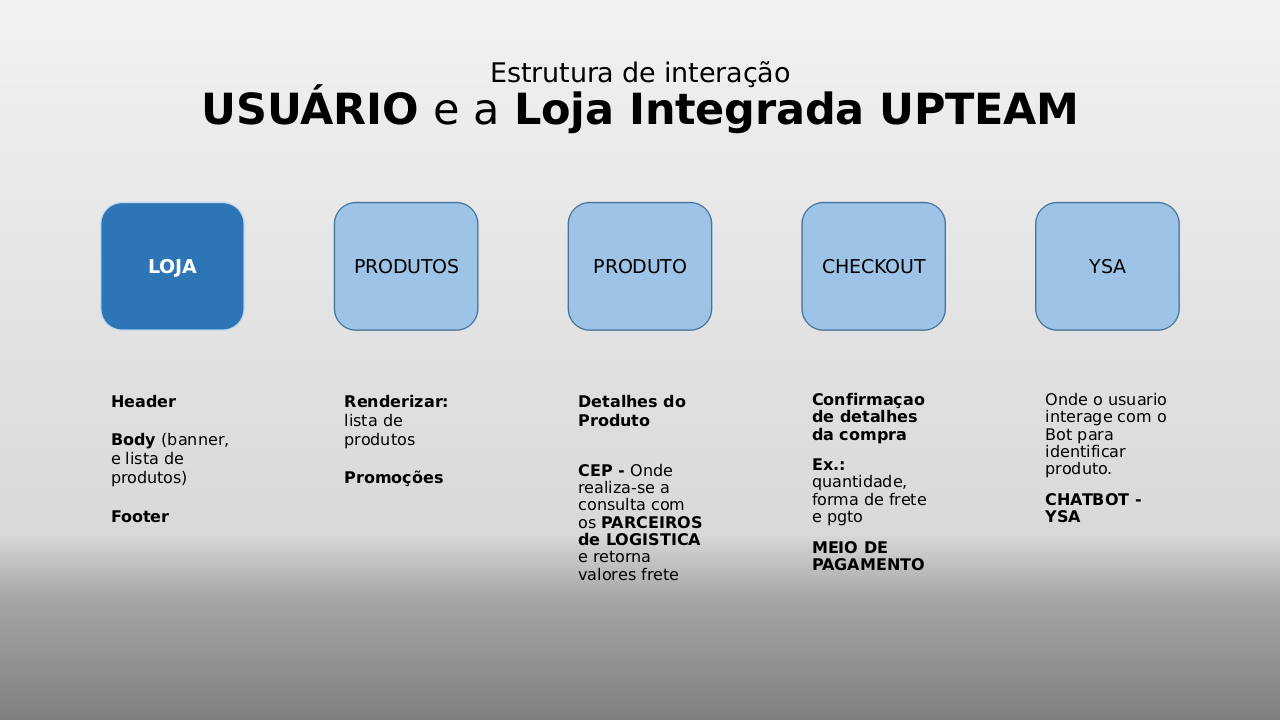 Estrutura de interação
USUÁRIO e a Loja Integrada UPTEAM
LOJA
PRODUTOS
PRODUTO
CHECKOUT
YSA
Header
Body (banner,
e lista de
produtos)
Footer
Renderizar:
lista de
produtos
Promoções
Detalhes do
Produto
CEP - Onde
realiza-se a
consulta com
os PARCEIROS
de LOGISTICA
e retorna
valores frete
Confirmaçao
de detalhes
da compra
Ex.:
quantidade,
forma de frete
e pgto
MEIO DE
PAGAMENTO
Onde o usuario
interage com o
Bot para
identificar
produto.
CHATBOT -
YSA